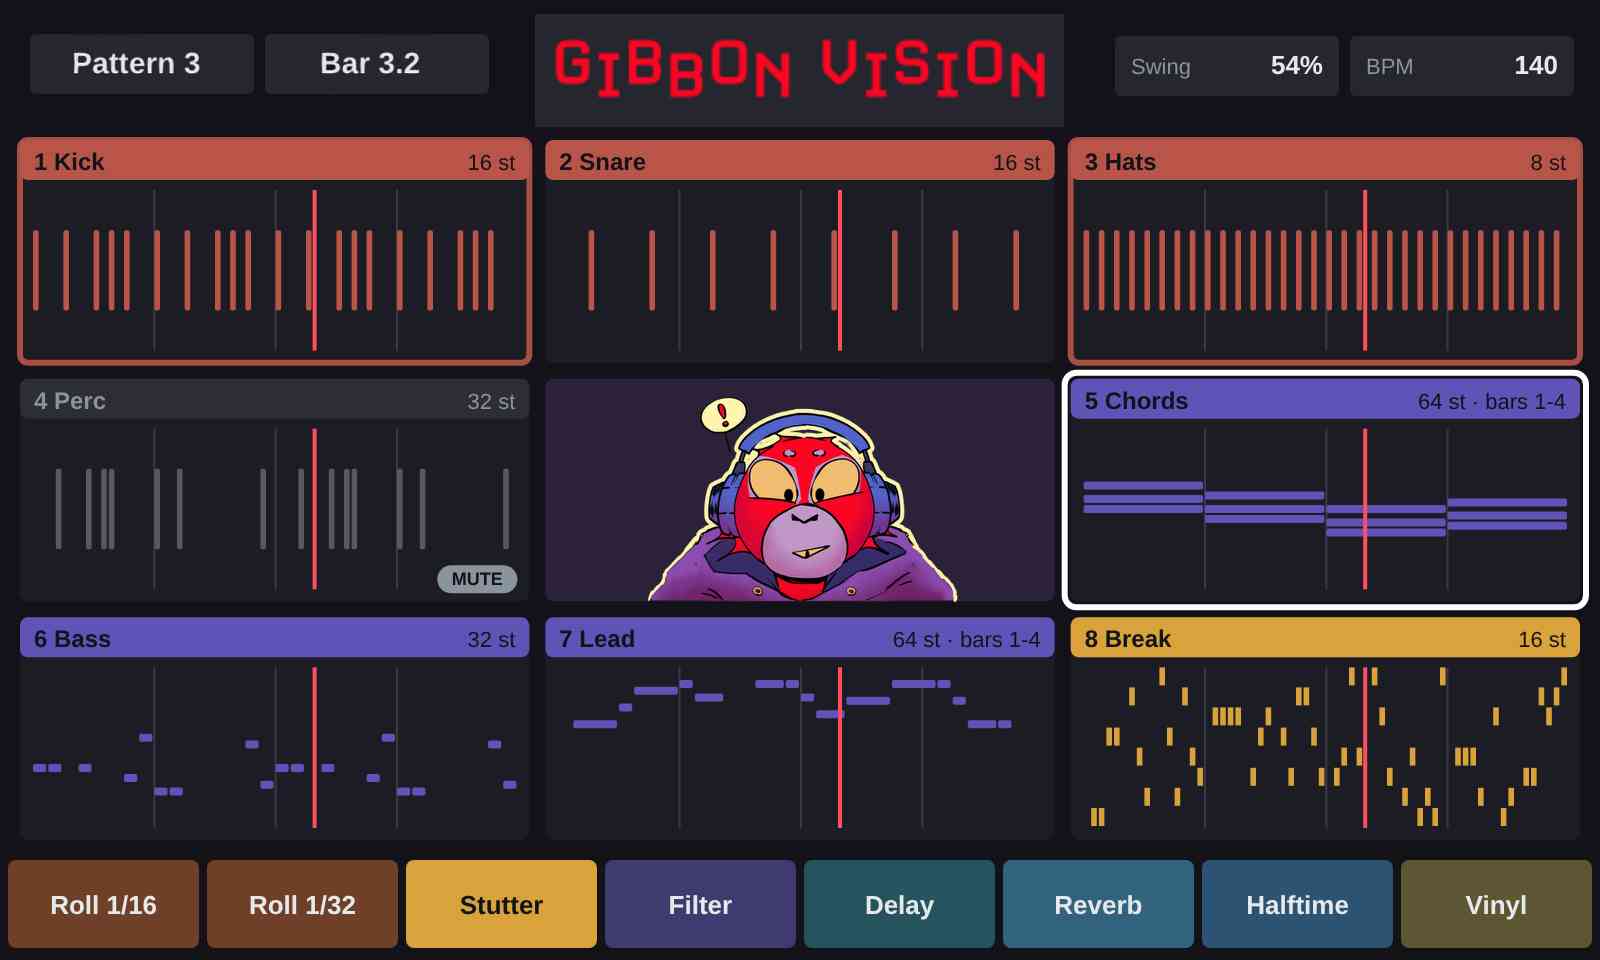 Pattern 3
Bar 3.2
GIBBON VISION
Swing 54%
BPM 140
1 Kick 16 st
2 Snare 16 st
3 Hats 8 st
4 Perc 32 st
MUTE
!
5 Chords 64 st · bars 1-4
6 Bass 32 st
7 Lead 64 st · bars 1-4
8 Break 16 st
Roll 1/16
Roll 1/32
Stutter
Filter
Delay
Reverb
Halftime
Vinyl